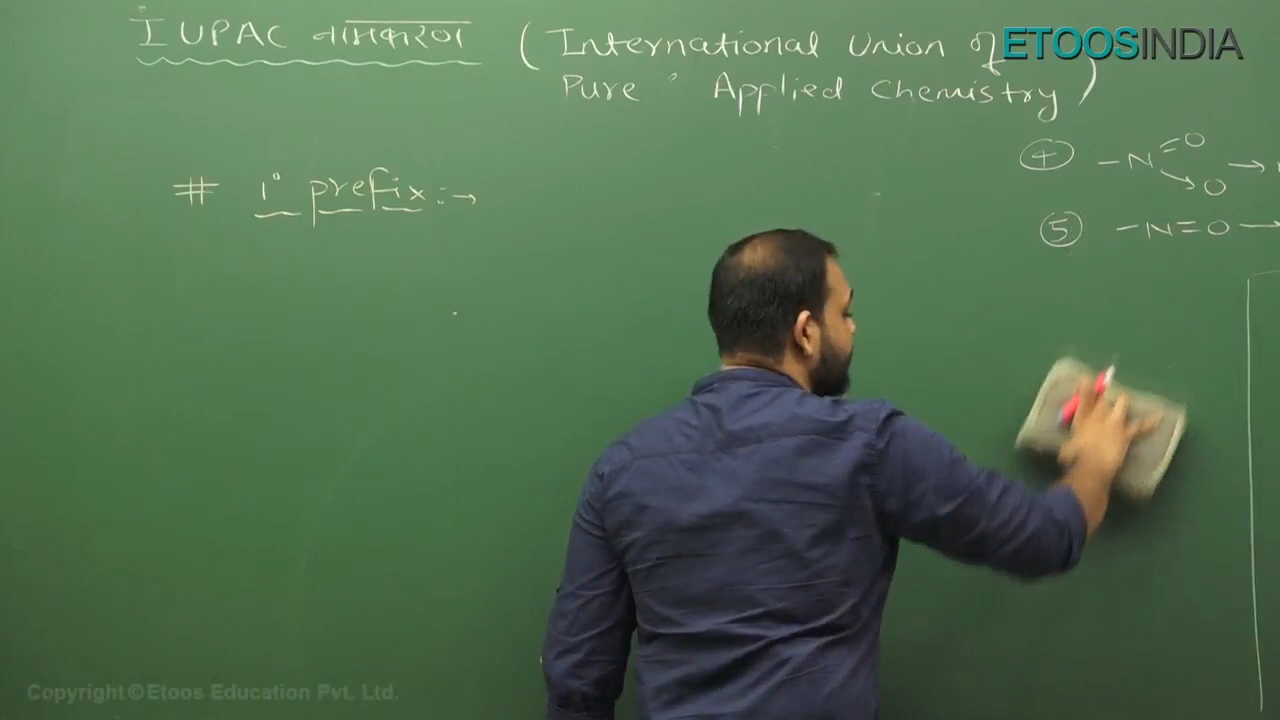 IUPAC नामकरण (International Union of
Pure & Applied Chemistry)
ETOOSINDIA
# 1° prefix :→
④ -N=O →O →
⑤ -N=O →
Copyright © Etoos Education Pvt. Ltd.